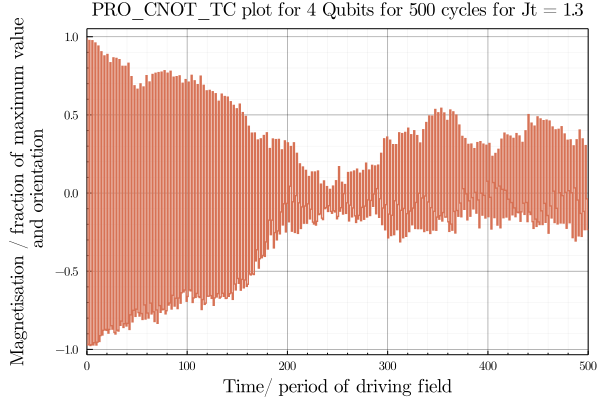 PRO_CNOT_TC plot for 4 Qubits for 500 cycles for Jt = 1.3
Magnetisation / fraction of maximum value
and orientation
1.0
0.5
0.0
−0.5
−1.0
0 100 200 300 400 500
Time/ period of driving field